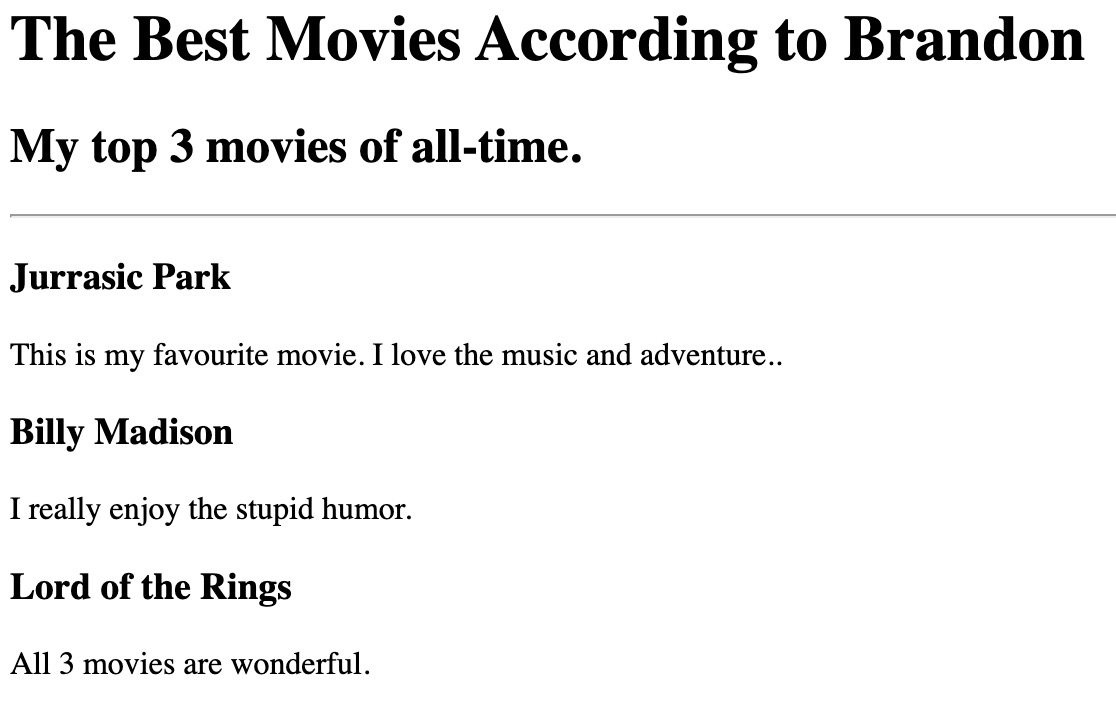 The Best Movies According to Brandon
My top 3 movies of all-time.
Jurrasic Park
This is my favourite movie. I love the music and adventure..
Billy Madison
I really enjoy the stupid humor.
Lord of the Rings
All 3 movies are wonderful.